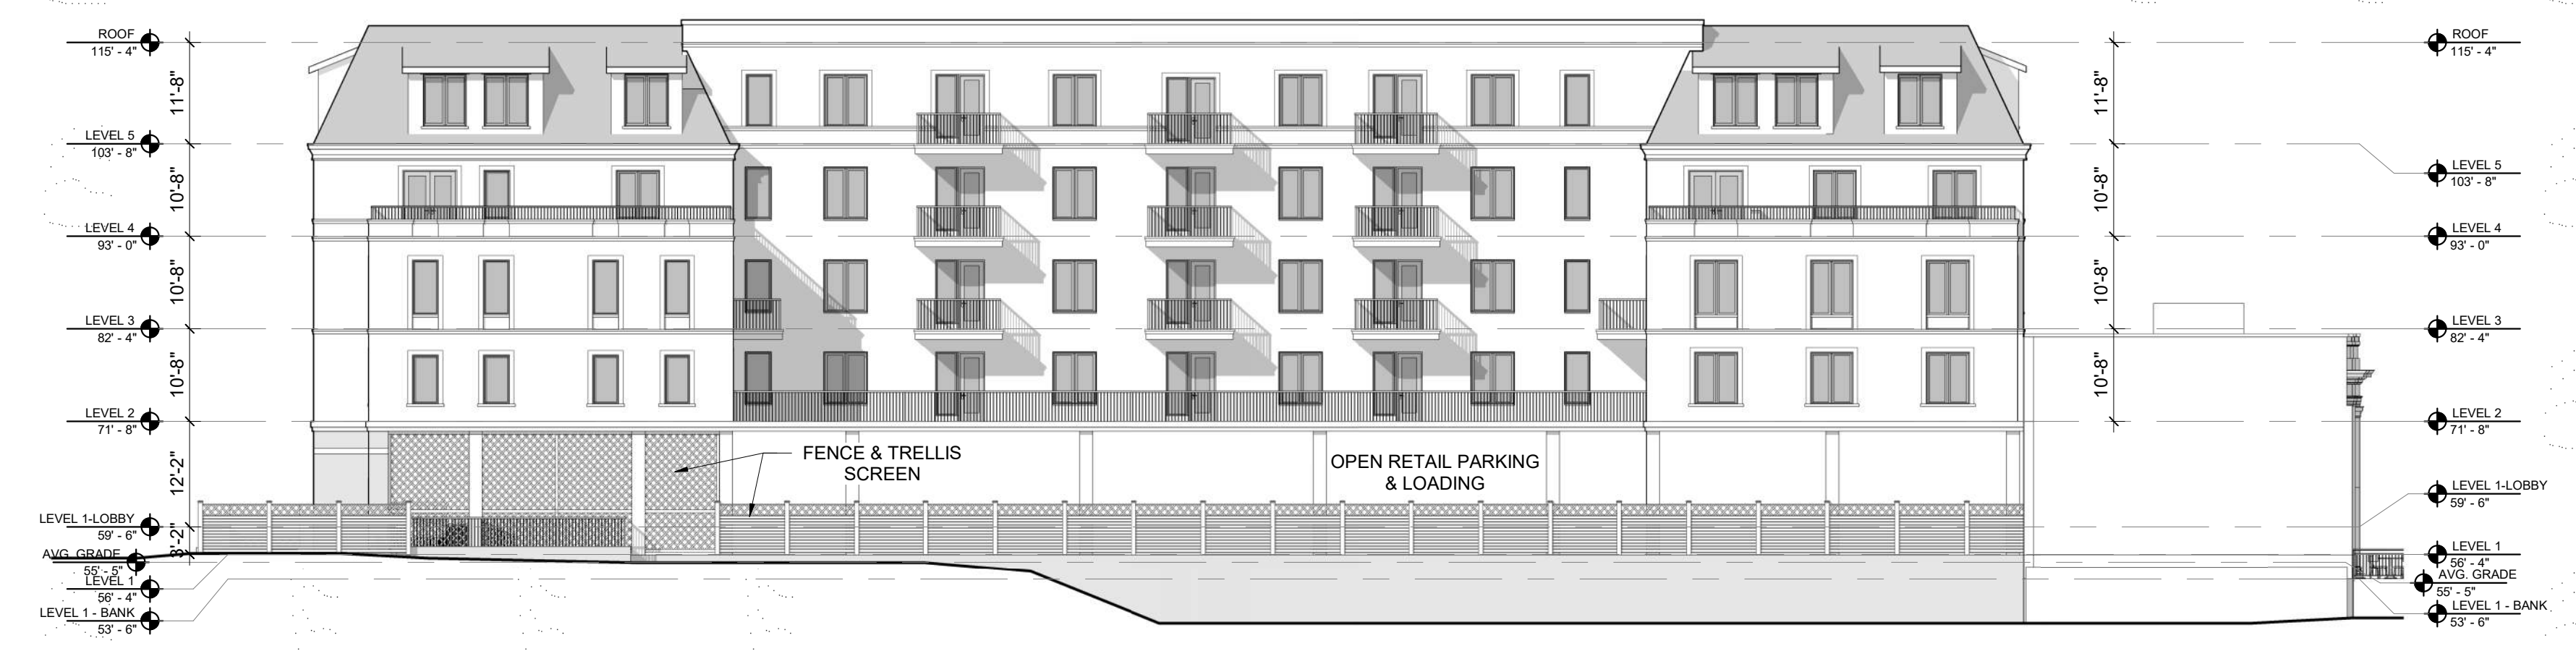 ROOF
115' - 4"
11'-8"
LEVEL 5
103' - 8"
10'-8"
LEVEL 4
93' - 0"
10'-8"
LEVEL 3
82' - 4"
10'-8"
LEVEL 2
71' - 8"
12'-2"
LEVEL 1-LOBBY
59' - 6"
3'-2"
AVG. GRADE
55' - 5"
LEVEL 1
56' - 4"
LEVEL 1 - BANK
53' - 6"
FENCE & TRELLIS
SCREEN
OPEN RETAIL PARKING
& LOADING
11'-8"
10'-8"
10'-8"
10'-8"
ROOF
115' - 4"
LEVEL 5
103' - 8"
LEVEL 4
93' - 0"
LEVEL 3
82' - 4"
LEVEL 2
71' - 8"
LEVEL 1-LOBBY
59' - 6"
LEVEL 1
56' - 4"
AVG. GRADE
55' - 5"
LEVEL 1 - BANK
53' - 6"